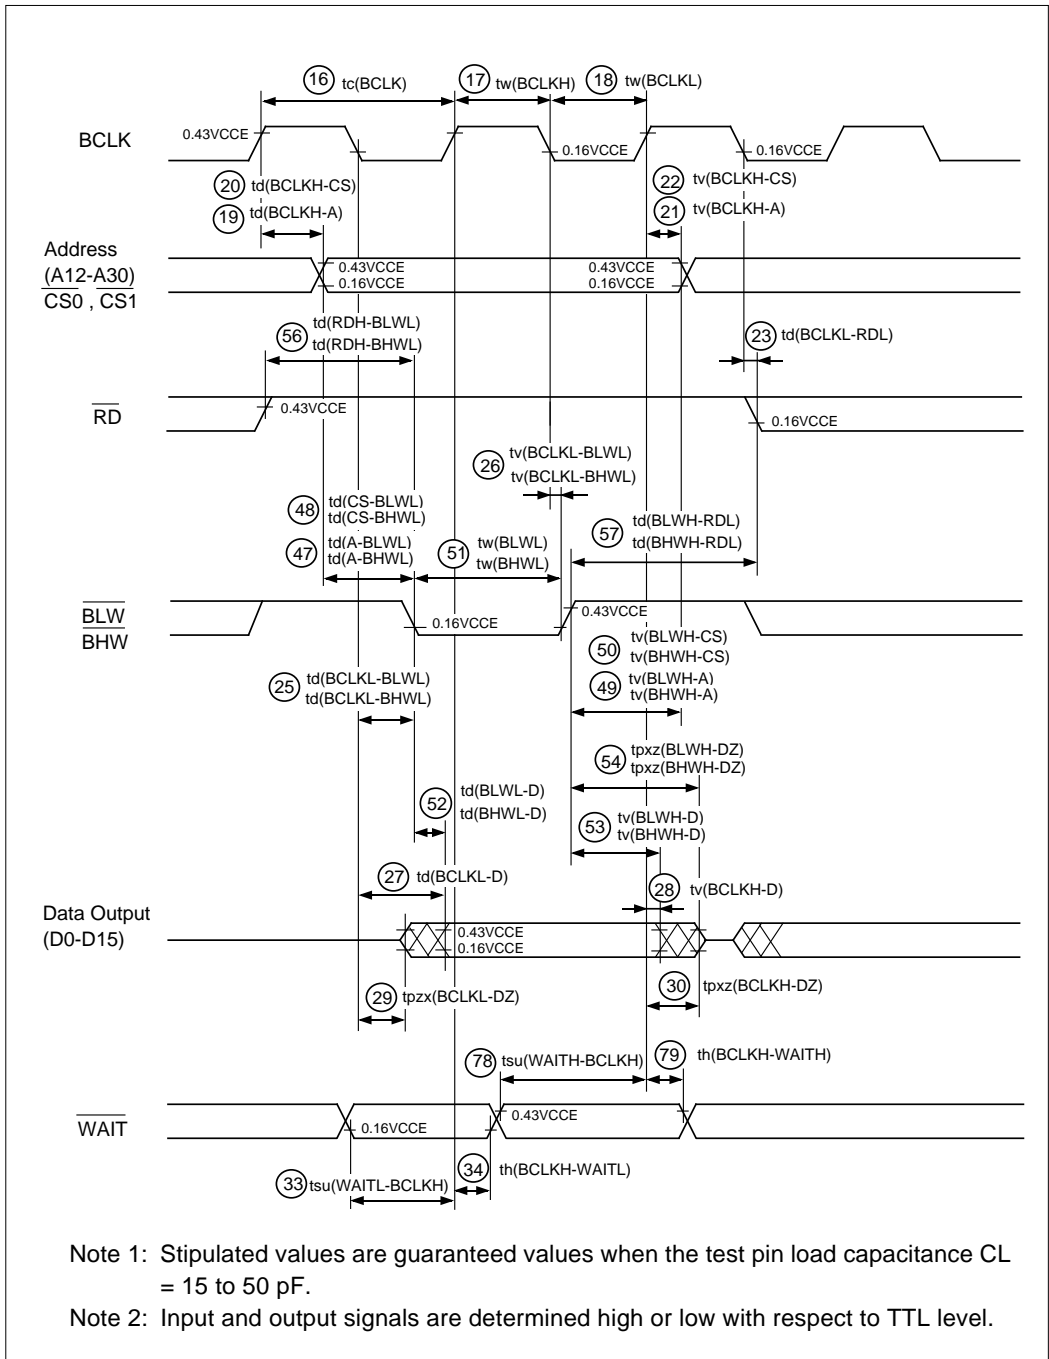 16 tc(BCLK)
17 tw(BCLKH)
18 tw(BCLKL)
BCLK
0.43VCCE
0.16VCCE
0.16VCCE
20 td(BCLKH-CS)
19 td(BCLKH-A)
22 tv(BCLKH-CS)
21 tv(BCLKH-A)
Address
(A12-A30)
CS0 , CS1
0.43VCCE
0.16VCCE
0.43VCCE
0.16VCCE
56 td(RDH-BLWL)
td(RDH-BHWL)
23 td(BCLKL-RDL)
RD
0.43VCCE
0.16VCCE
26 tv(BCLKL-BLWL)
tv(BCLKL-BHWL)
48 td(CS-BLWL)
td(CS-BHWL)
47 td(A-BLWL)
td(A-BHWL)
51 tw(BLWL)
tw(BHWL)
57 td(BLWH-RDL)
td(BHWH-RDL)
BLW
BHW
0.16VCCE
0.43VCCE
50 tv(BLWH-CS)
tv(BHWH-CS)
49 tv(BLWH-A)
tv(BHWH-A)
25 td(BCLKL-BLWL)
td(BCLKL-BHWL)
54 tpxz(BLWH-DZ)
tpxz(BHWH-DZ)
52 td(BLWL-D)
td(BHWL-D)
53 tv(BLWH-D)
tv(BHWH-D)
27 td(BCLKL-D)
28 tv(BCLKH-D)
Data Output
(D0-D15)
0.43VCCE
0.16VCCE
29 tpzx(BCLKL-DZ)
30 tpxz(BCLKH-DZ)
78 tsu(WAITH-BCLKH)
79 th(BCLKH-WAITH)
WAIT
0.16VCCE
0.43VCCE
33 tsu(WAITL-BCLKH)
34 th(BCLKH-WAITL)
Note 1: Stipulated values are guaranteed values when the test pin load capacitance CL
= 15 to 50 pF.
Note 2: Input and output signals are determined high or low with respect to TTL level.